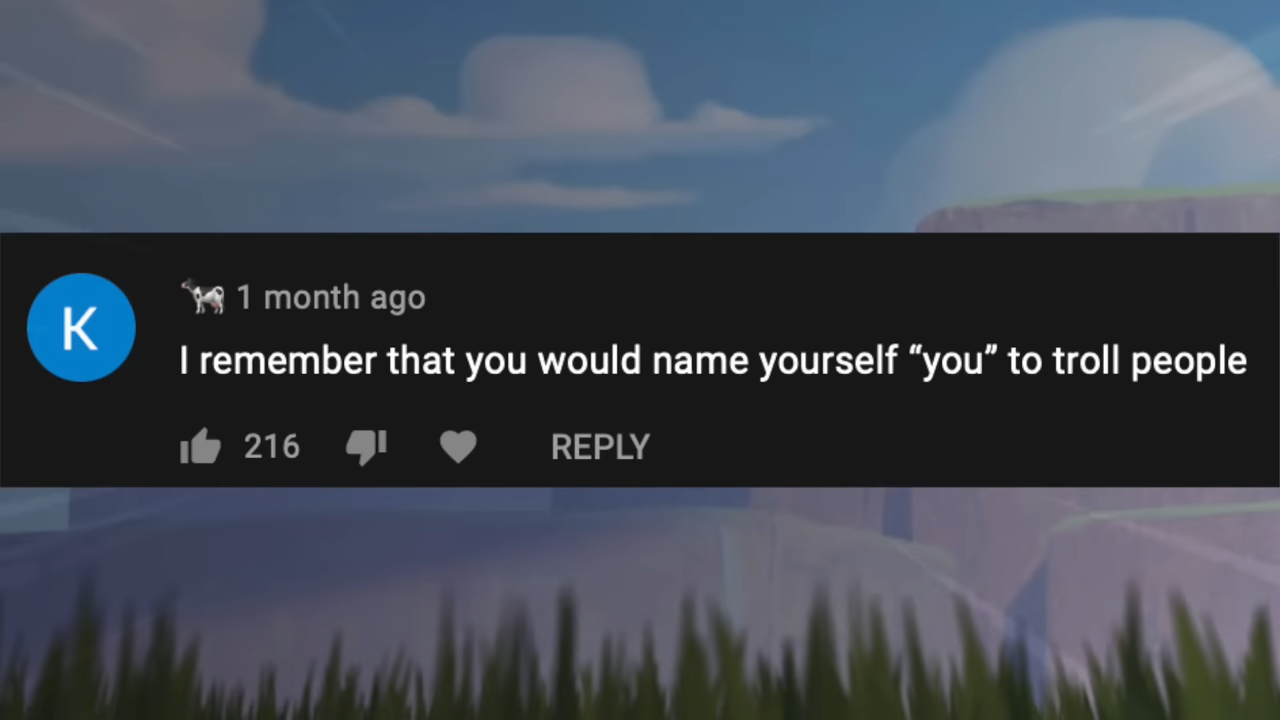 K
🐄 1 month ago
I remember that you would name yourself “you” to troll people
216 REPLY